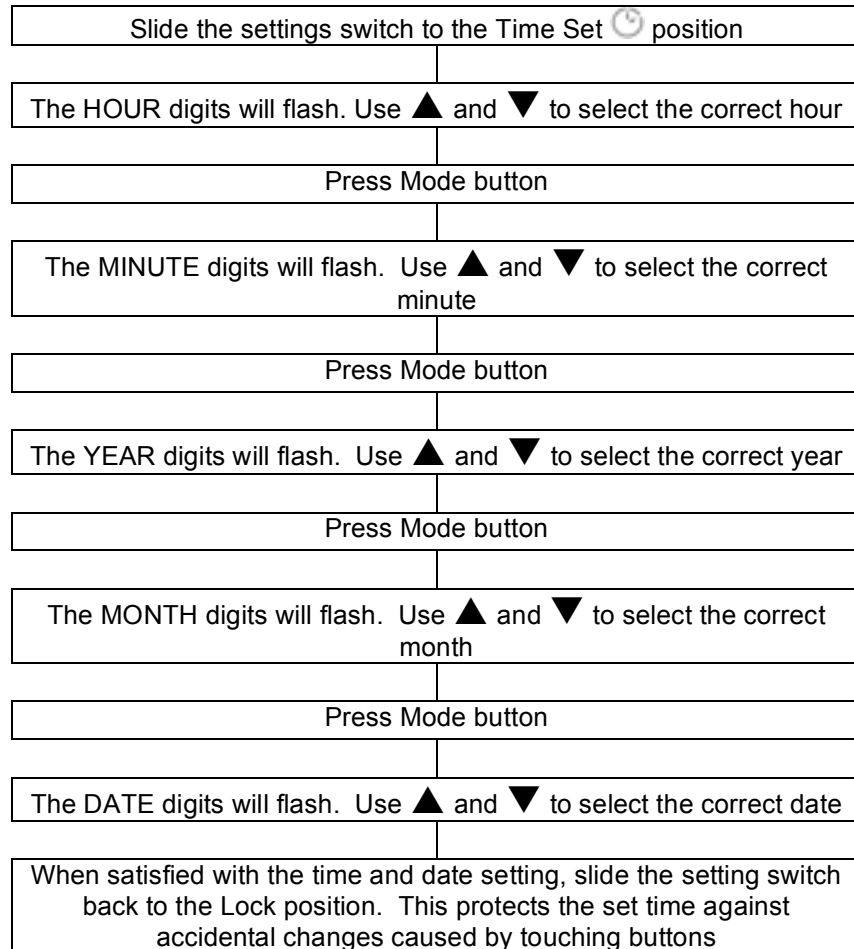 Slide the settings switch to the Time Set position
The HOUR digits will flash. Use ▲ and ▼ to select the correct hour
Press Mode button
The MINUTE digits will flash. Use ▲ and ▼ to select the correct
minute
Press Mode button
The YEAR digits will flash. Use ▲ and ▼ to select the correct year
Press Mode button
The MONTH digits will flash. Use ▲ and ▼ to select the correct
month
Press Mode button
The DATE digits will flash. Use ▲ and ▼ to select the correct date
When satisfied with the time and date setting, slide the setting switch
back to the Lock position. This protects the set time against
accidental changes caused by touching buttons